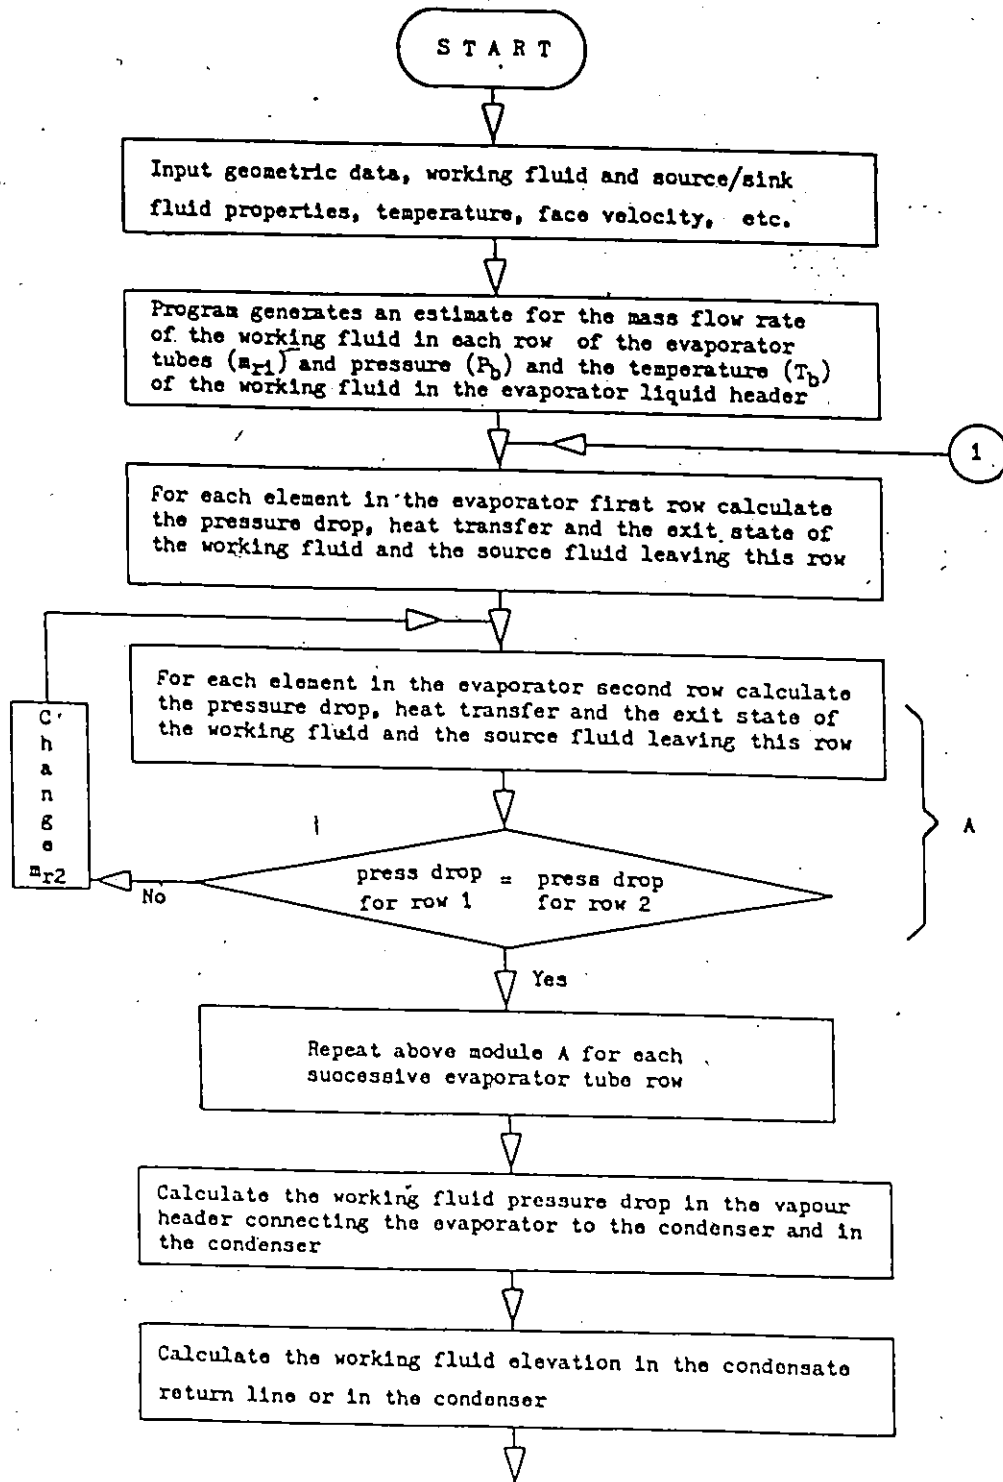 S T A R T
Input geometric data, working fluid and source/sink
fluid properties, temperature, face velocity, etc.
Program generates an estimate for the mass flow rate
of the working fluid in each row of the evaporator
tubes (m_r1) and pressure (P_b) and the temperature (T_b)
of the working fluid in the evaporator liquid header
1
For each element in the evaporator first row calculate
the pressure drop, heat transfer and the exit state of
the working fluid and the source fluid leaving this row
For each element in the evaporator second row calculate
the pressure drop, heat transfer and the exit state of
the working fluid and the source fluid leaving this row
C
h
a
n
g
e
m_r2
A
press drop = press drop
for row 1 for row 2
No
Yes
Repeat above module A for each
successive evaporator tube row
Calculate the working fluid pressure drop in the vapour
header connecting the evaporator to the condenser and in
the condenser
Calculate the working fluid elevation in the condensate
return line or in the condenser